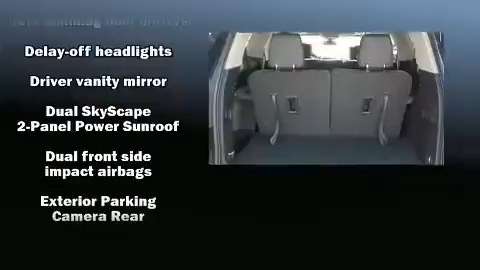 Delay-off headlights
Driver vanity mirror
Dual SkyScape
2-Panel Power Sunroof
Dual front side
impact airbags
Exterior Parking
Camera Rear